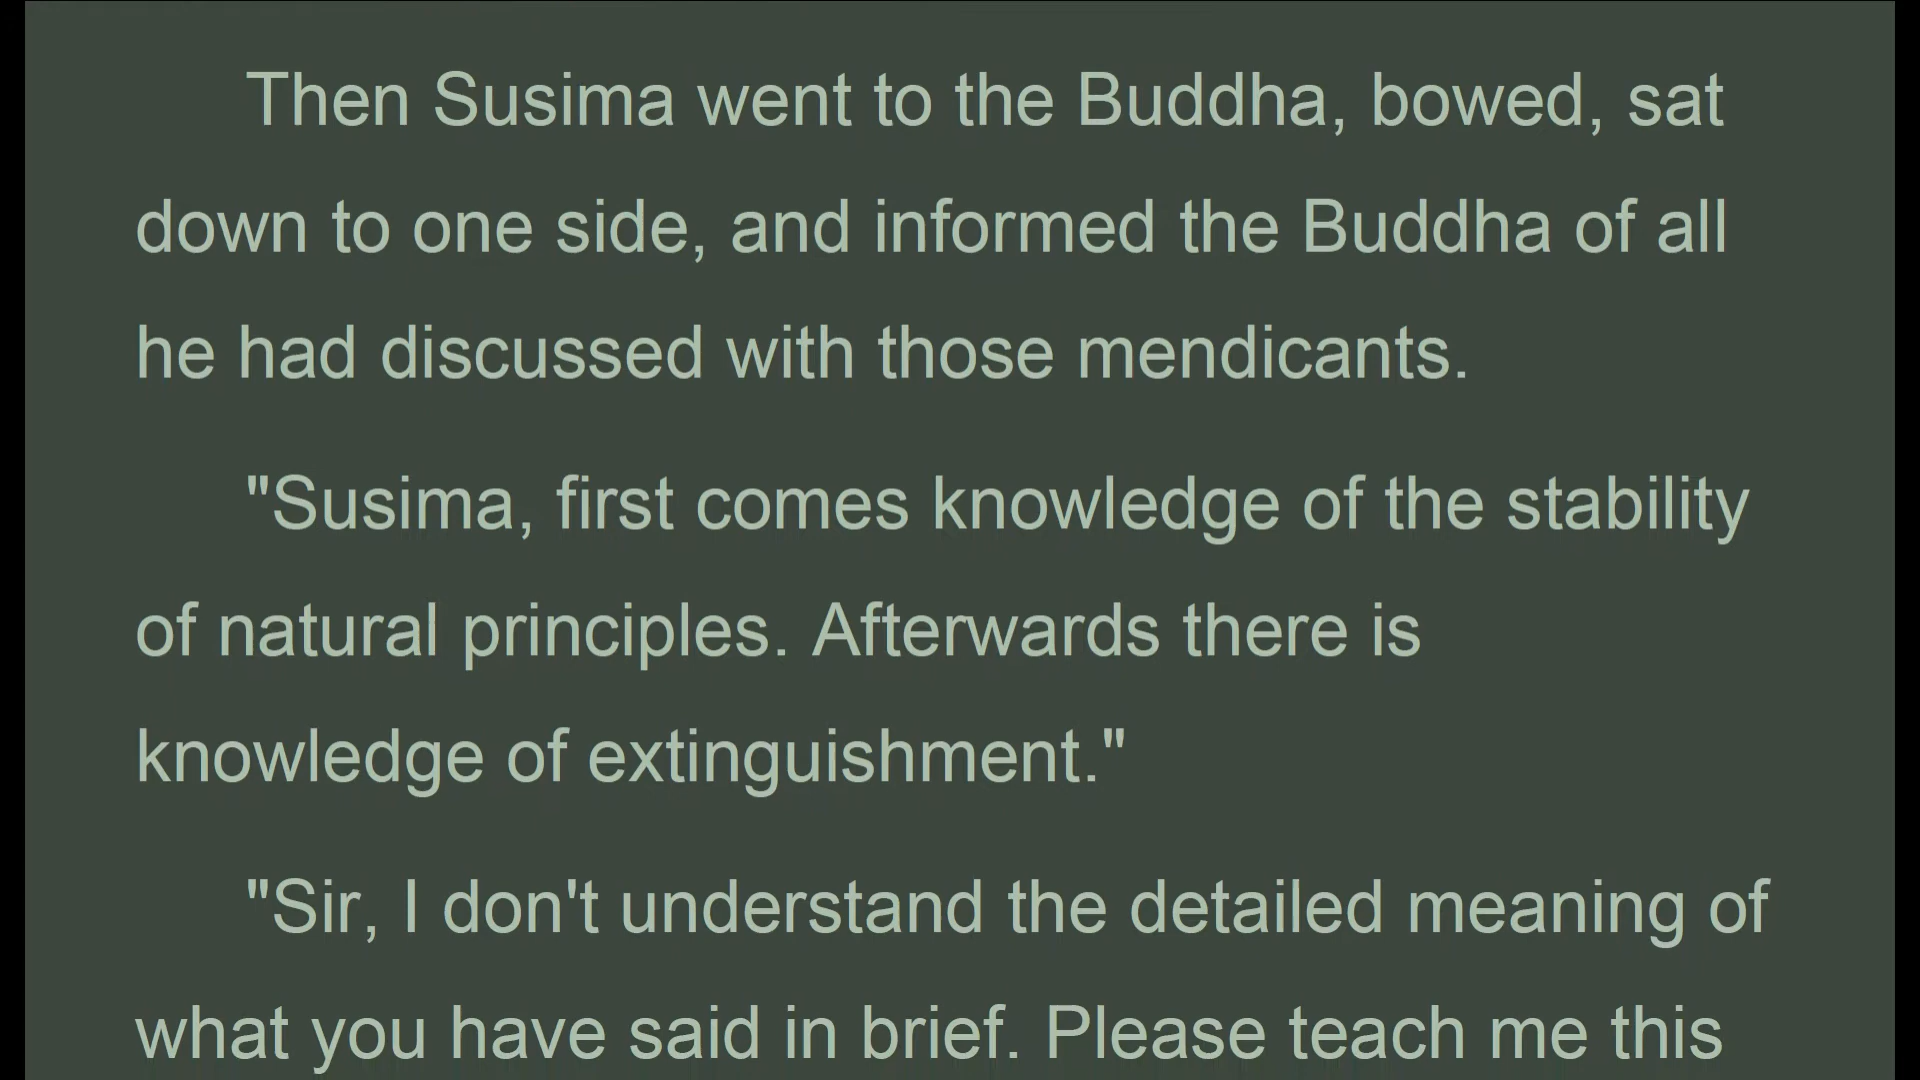 Then Susima went to the Buddha, bowed, sat
down to one side, and informed the Buddha of all
he had discussed with those mendicants.
"Susima, first comes knowledge of the stability
of natural principles. Afterwards there is
knowledge of extinguishment."
"Sir, I don't understand the detailed meaning of
what you have said in brief. Please teach me this